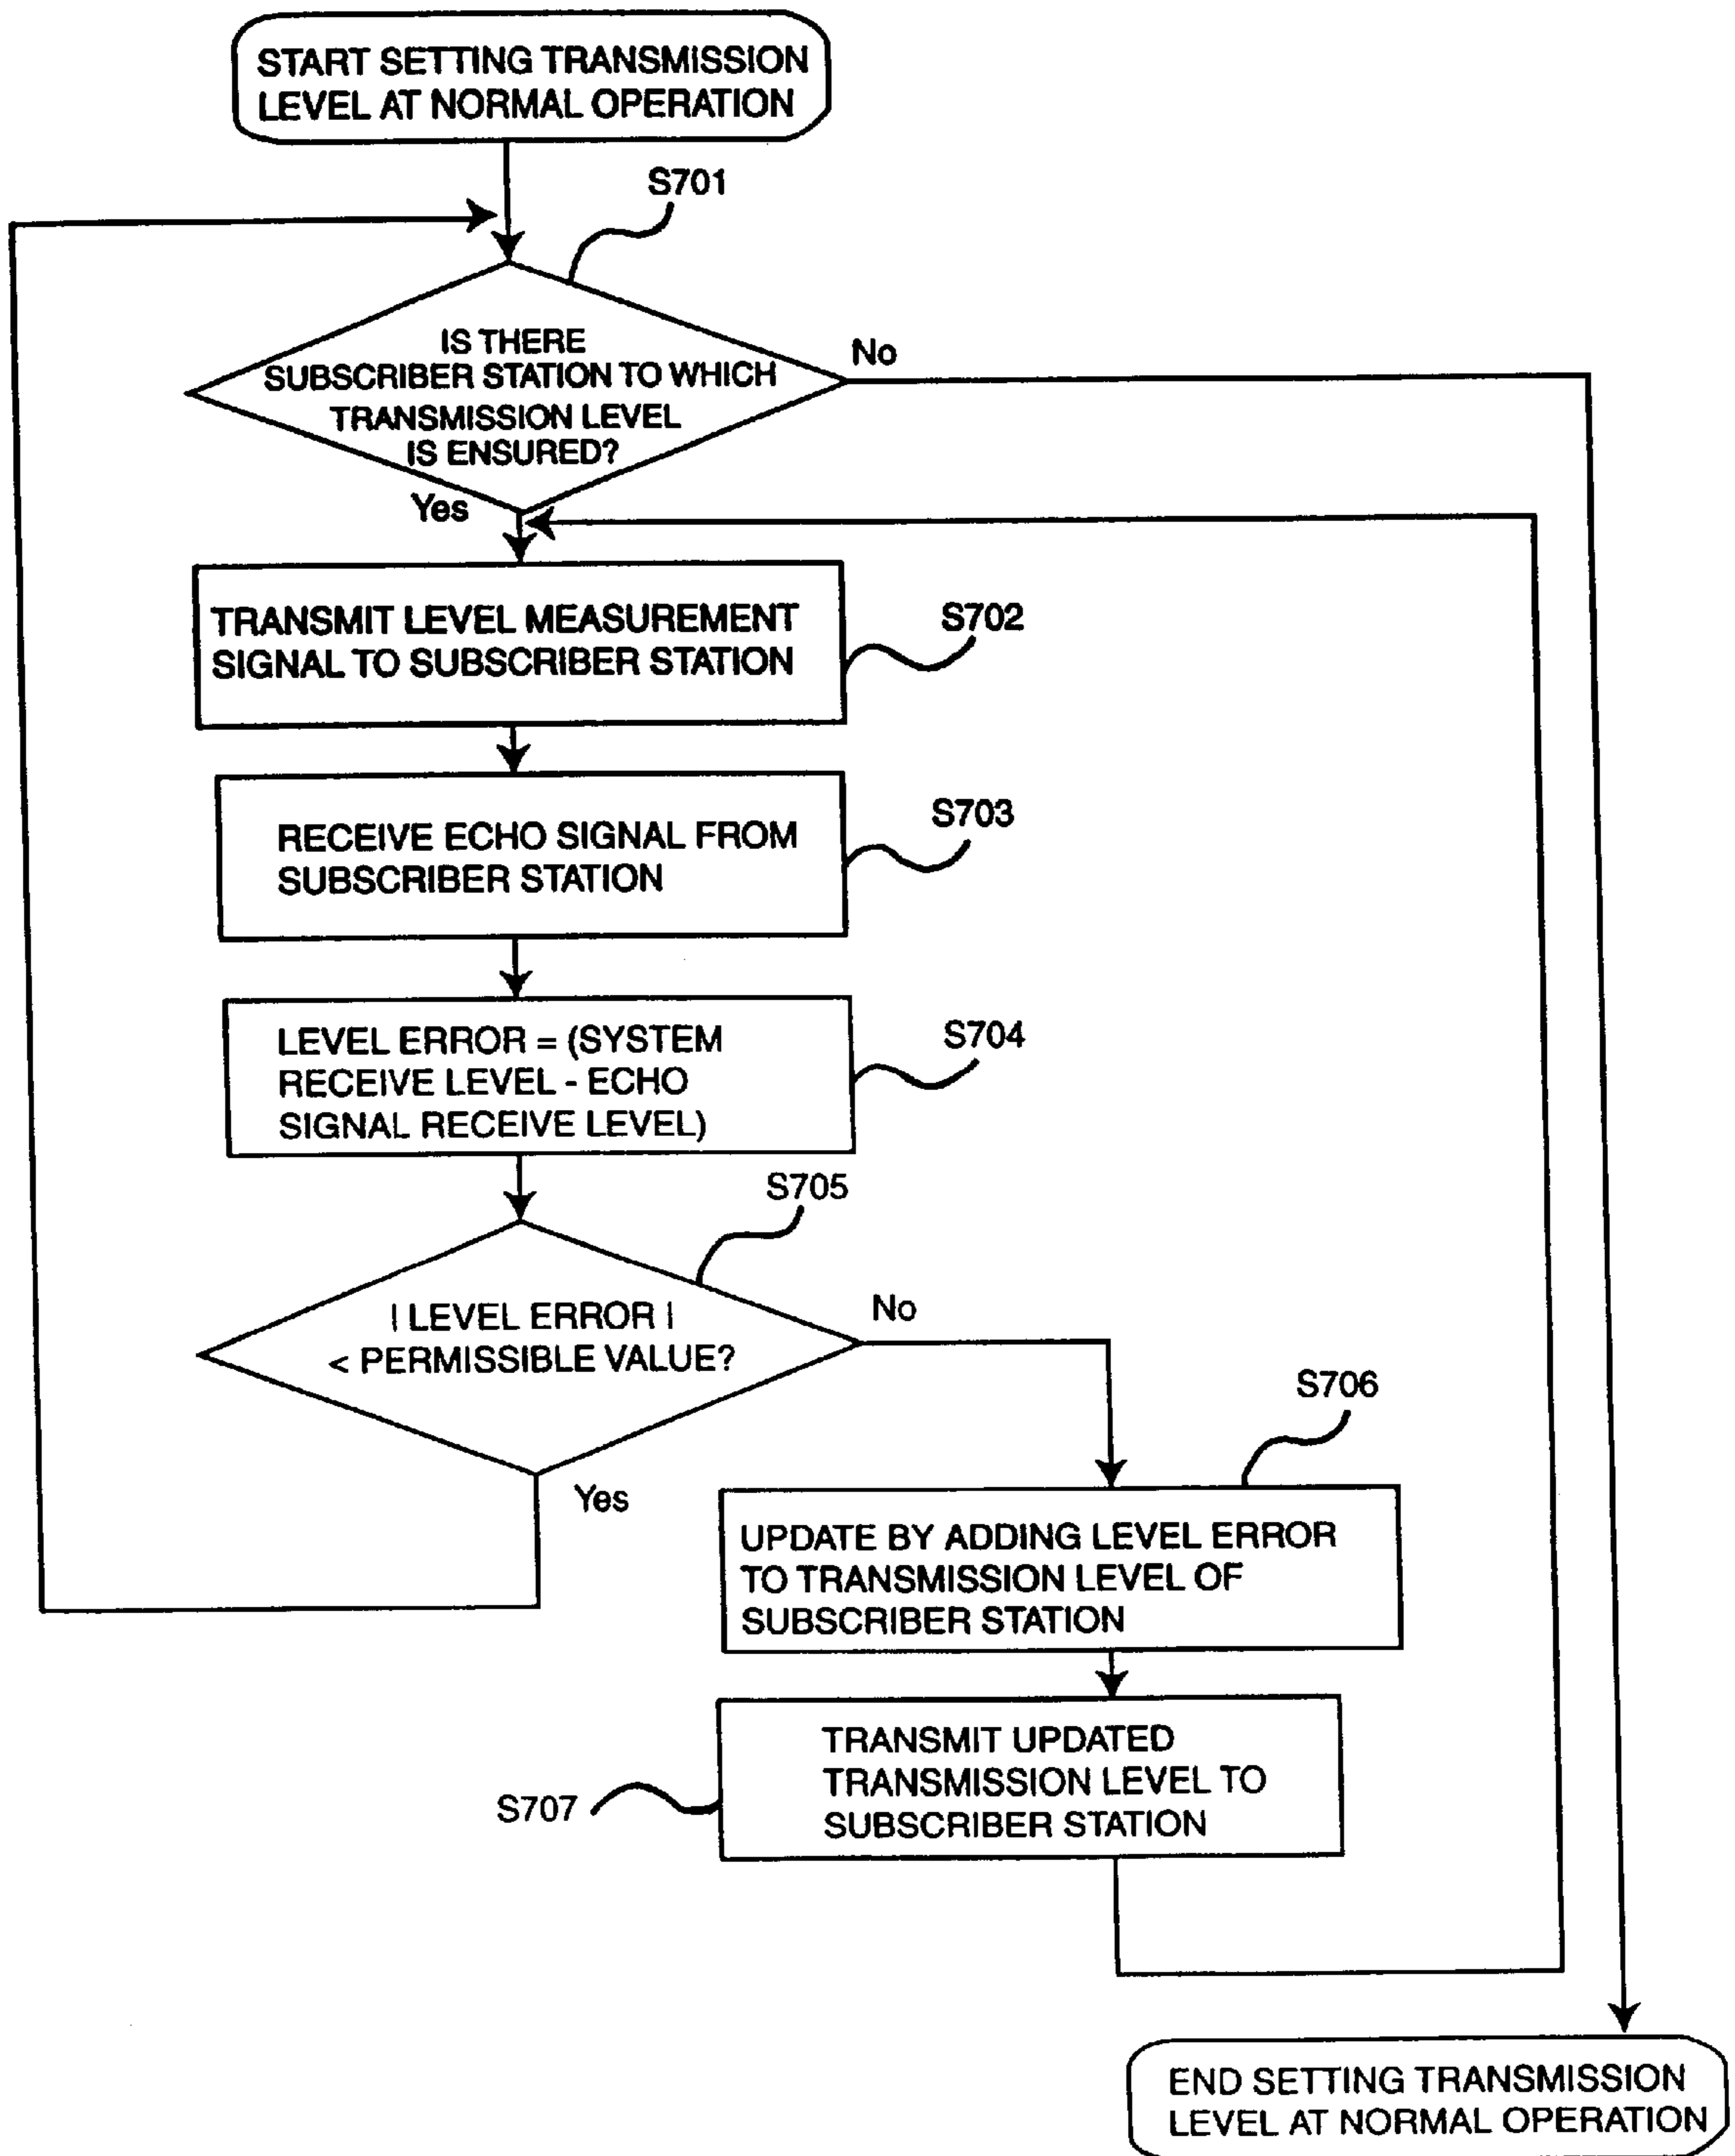 START SETTING TRANSMISSION
LEVEL AT NORMAL OPERATION
S701
IS THERE
SUBSCRIBER STATION TO WHICH
TRANSMISSION LEVEL
IS ENSURED?
No
Yes
TRANSMIT LEVEL MEASUREMENT
SIGNAL TO SUBSCRIBER STATION
S702
RECEIVE ECHO SIGNAL FROM
SUBSCRIBER STATION
S703
LEVEL ERROR = (SYSTEM
RECEIVE LEVEL - ECHO
SIGNAL RECEIVE LEVEL)
S704
S705
| LEVEL ERROR |
< PERMISSIBLE VALUE?
No
Yes
S706
UPDATE BY ADDING LEVEL ERROR
TO TRANSMISSION LEVEL OF
SUBSCRIBER STATION
TRANSMIT UPDATED
TRANSMISSION LEVEL TO
SUBSCRIBER STATION
S707
END SETTING TRANSMISSION
LEVEL AT NORMAL OPERATION